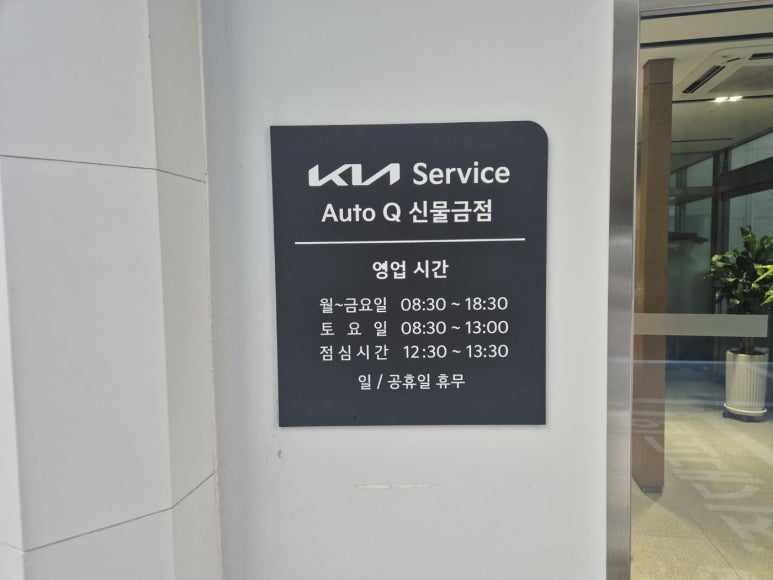 KIA Service
Auto Q 신물금점
영업 시간
월~금요일 08:30 ~ 18:30
토 요 일 08:30 ~ 13:00
점심시간 12:30 ~ 13:30
일 / 공휴일 휴무